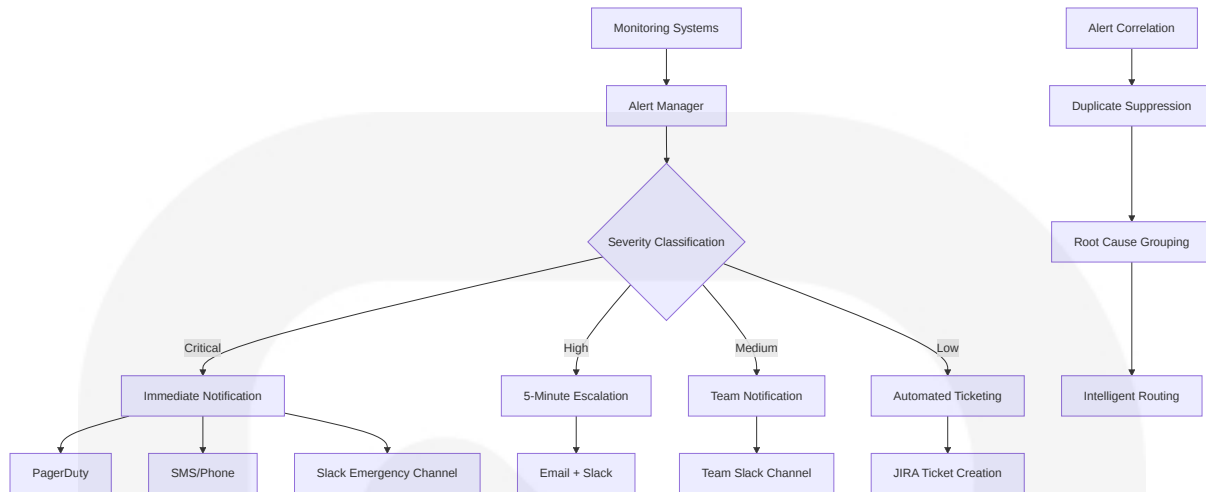 Monitoring Systems
Alert Correlation
Alert Manager
Duplicate Suppression
Severity Classification
Root Cause Grouping
Critical
High
Medium
Low
Immediate Notification
5-Minute Escalation
Team Notification
Automated Ticketing
Intelligent Routing
PagerDuty
SMS/Phone
Slack Emergency Channel
Email + Slack
Team Slack Channel
JIRA Ticket Creation